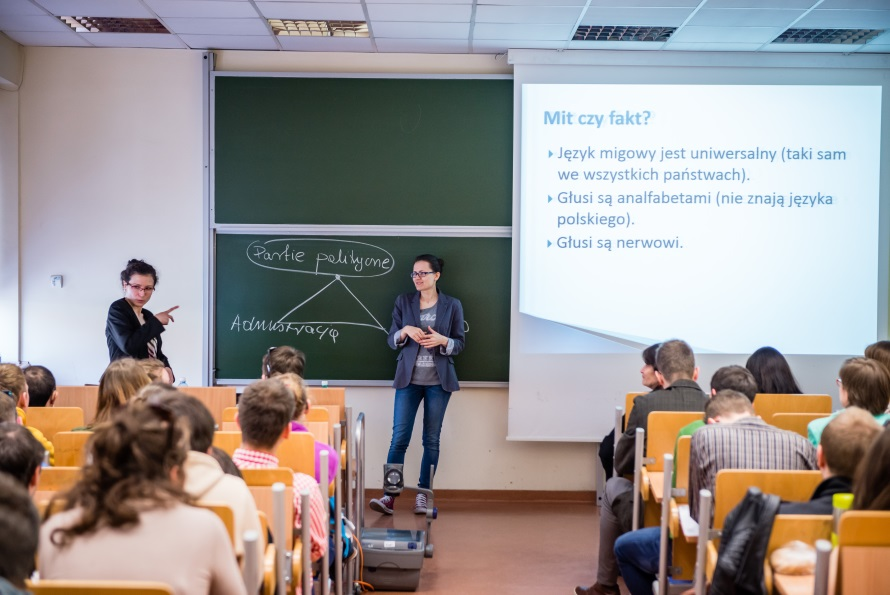 Partie polityczne
Administracja
Mit czy fakt?
Język migowy jest uniwersalny (taki sam
we wszystkich państwach).
Głusi są analfabetami (nie znają języka
polskiego).
Głusi są nerwowi.